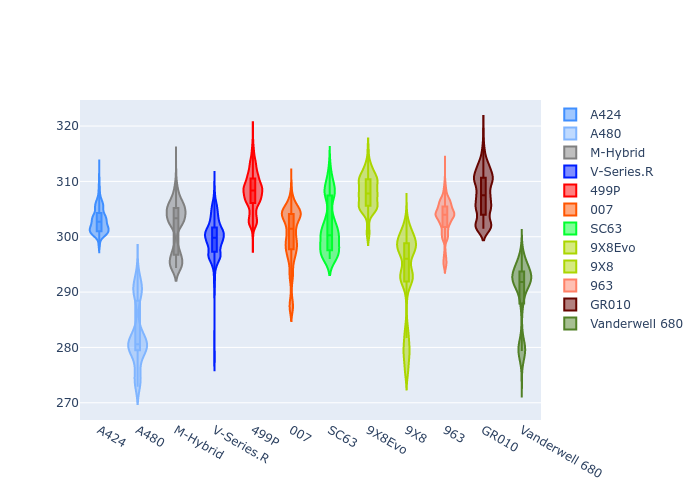 320
310
300
290
280
270
A424
A480
M-Hybrid
V-Series.R
499P
007
SC63
9X8Evo
9X8
963
GR010
Vanderwell 680
A424
A480
M-Hybrid
V-Series.R
499P
007
SC63
9X8Evo
9X8
963
GR010
Vanderwell 680